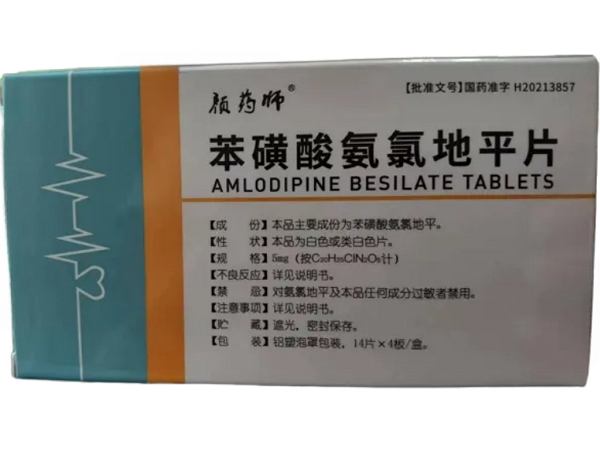 颜药师®
【批准文号】国药准字 H20213857
苯磺酸氨氯地平片
AMLODIPINE BESILATE TABLETS
【成　　份】本品主要成份为苯磺酸氨氯地平。
【性　　状】本品为白色或类白色片。
【规　　格】5mg（按C₂₀H₂₅ClN₂O₅计）
【不良反应】详见说明书。
【禁　　忌】对氨氯地平及本品任何成分过敏者禁用。
【注意事项】详见说明书。
【贮　　藏】遮光，密封保存。
【包　　装】铝塑泡罩包装，14片×4板/盒。